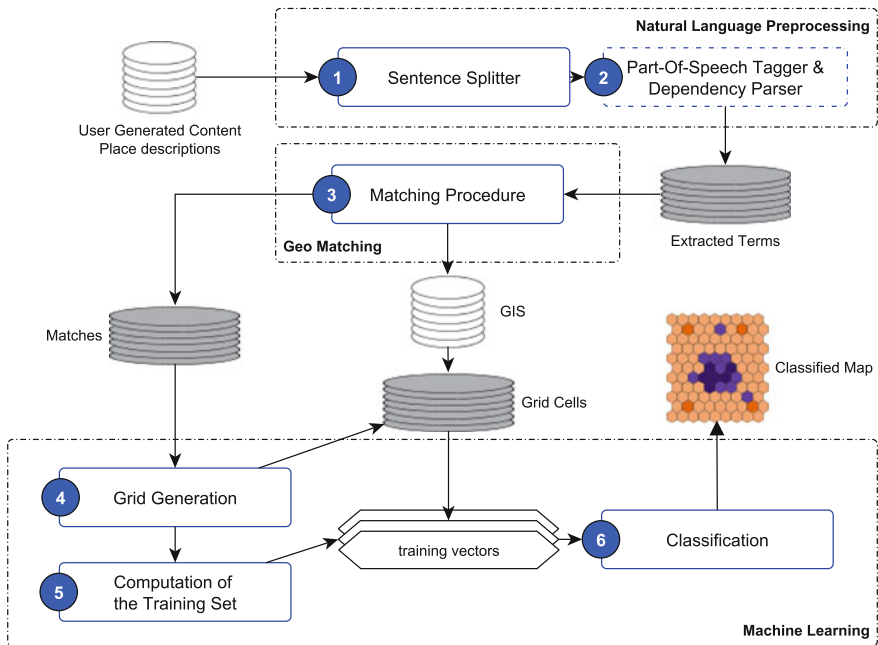 Natural Language Preprocessing
1
Sentence Splitter
2
Part-Of-Speech Tagger &
Dependency Parser
User Generated Content
Place descriptions
3
Matching Procedure
Geo Matching
Extracted Terms
GIS
Matches
Grid Cells
Classified Map
4
Grid Generation
5
Computation of
the Training Set
training vectors
6
Classification
Machine Learning